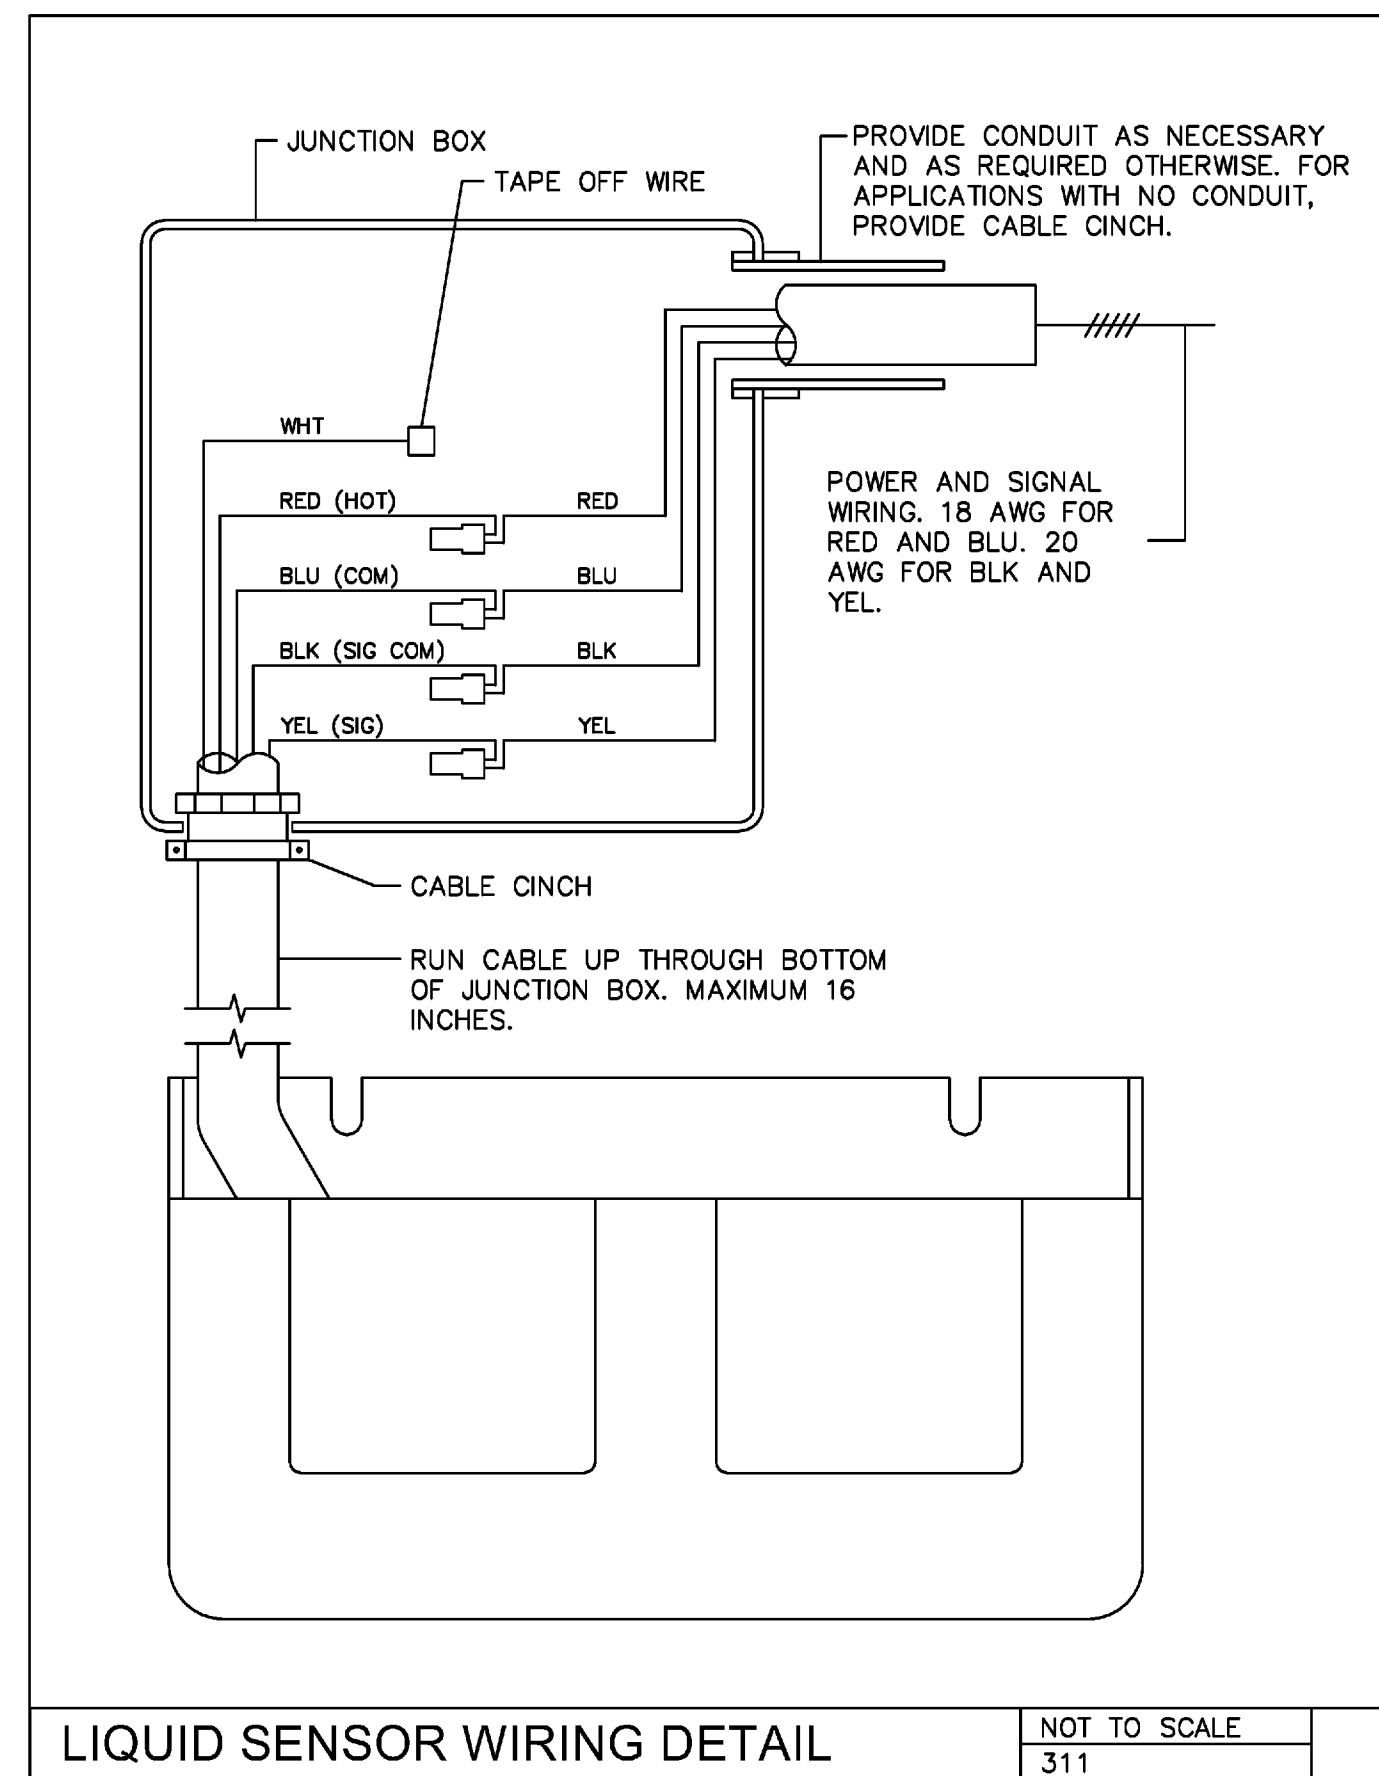 JUNCTION BOX
TAPE OFF WIRE
PROVIDE CONDUIT AS NECESSARY
AND AS REQUIRED OTHERWISE. FOR
APPLICATIONS WITH NO CONDUIT,
PROVIDE CABLE CINCH.
WHT
RED (HOT)
RED
BLU (COM)
BLU
BLK (SIG COM)
BLK
YEL (SIG)
YEL
POWER AND SIGNAL
WIRING. 18 AWG FOR
RED AND BLU. 20
AWG FOR BLK AND
YEL.
CABLE CINCH
RUN CABLE UP THROUGH BOTTOM
OF JUNCTION BOX. MAXIMUM 16
INCHES.
LIQUID SENSOR WIRING DETAIL
NOT TO SCALE
311